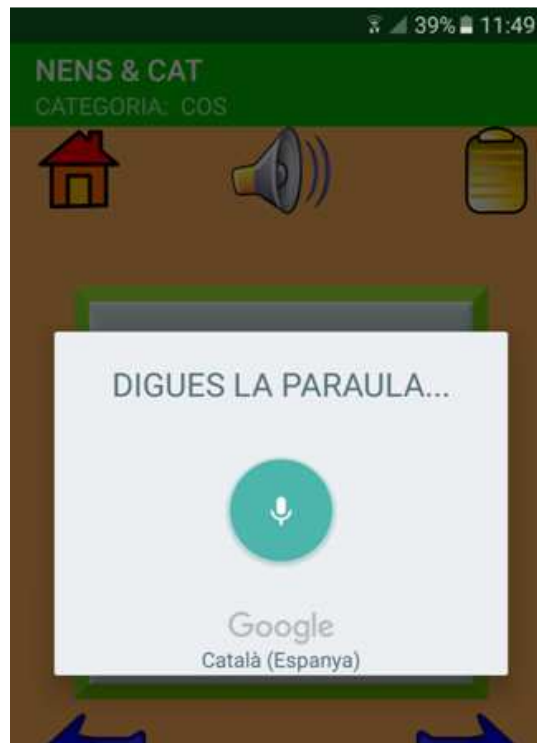 39% 11:49
NENS & CAT
CATEGORIA: COS
DIGUES LA PARAULA...
Google
Català (Espanya)